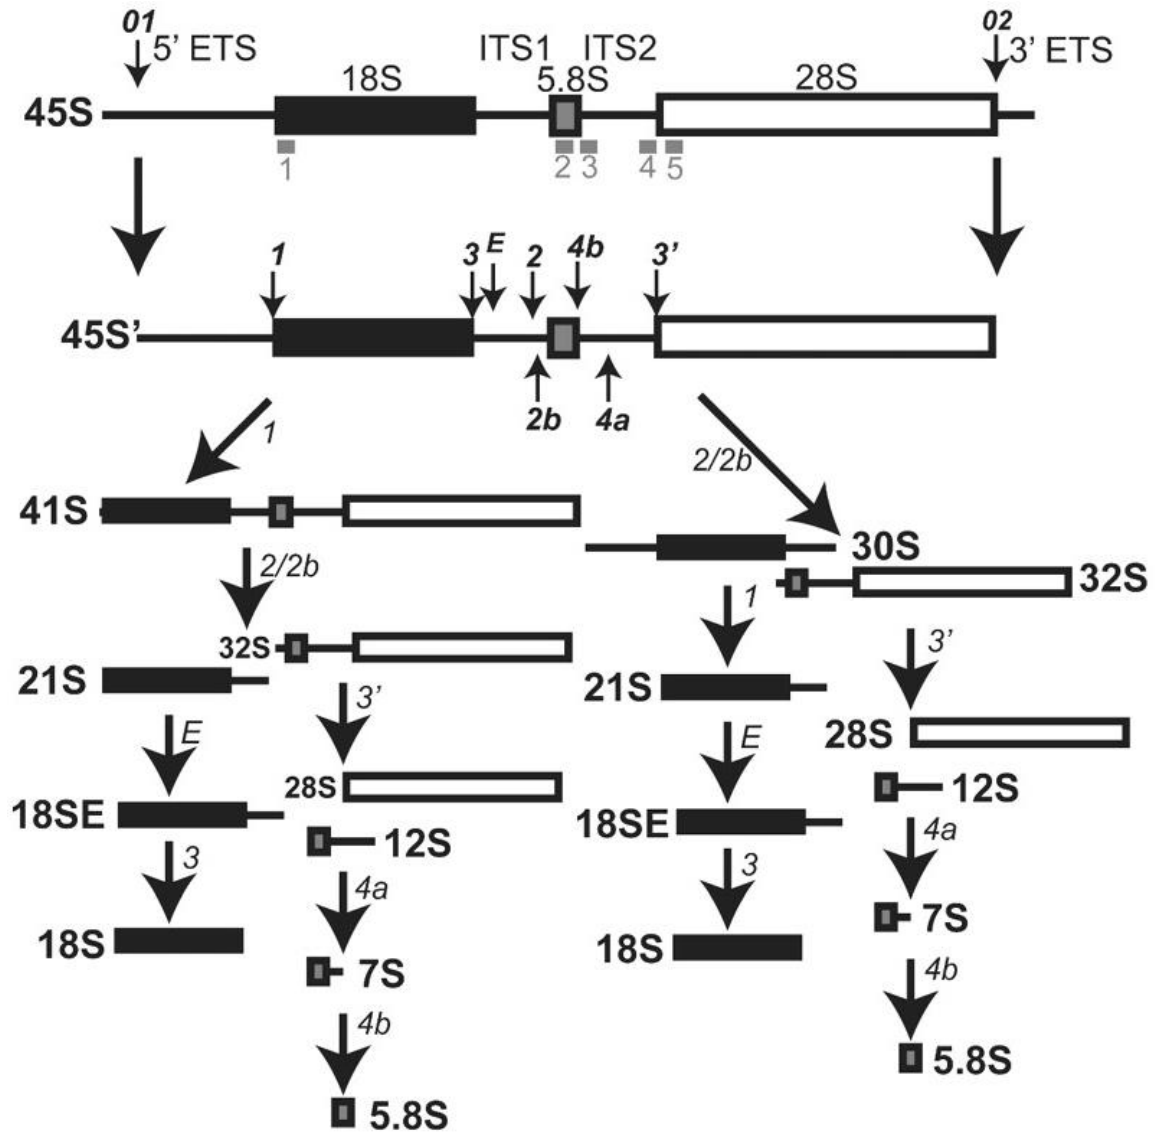 01 02
5’ ETS ITS1 ITS2 3’ ETS
18S 5.8S 28S
45S
1 2 3 4 5
1 3 E 2 4b 3’
45S’
2b 4a
1 2/2b
41S
30S
2/2b 32S
1
32S 3’
21S 21S
3’
E E 28S
28S 12S
18SE 18SE
12S 4a
3 3
4a 7S
18S 18S
7S 4b
4b 5.8S
5.8S